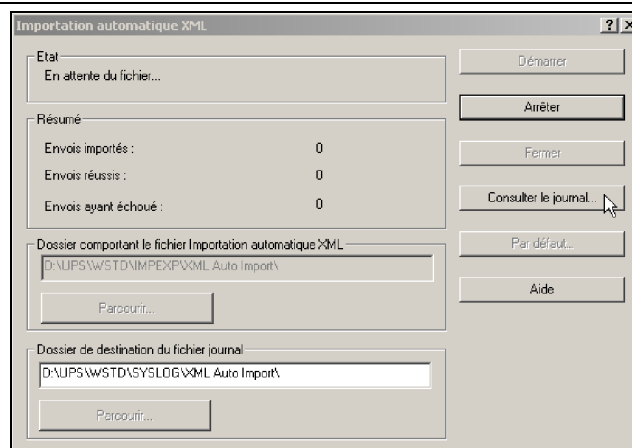 Importation automatique XML
Etat
En attente du fichier...
Démarrer
Arrêter
Résumé
Envois importés : 0
Fermer
Envois réussis : 0
Consulter le journal...
Envois ayant échoué : 0
Par défaut...
Dossier comportant le fichier Importation automatique XML
D:\UPS\WSTD\IMPEXP\XML Auto Import\
Aide
Parcourir...
Dossier de destination du fichier journal
D:\UPS\WSTD\SYSLOG\XML Auto Import\
Parcourir...